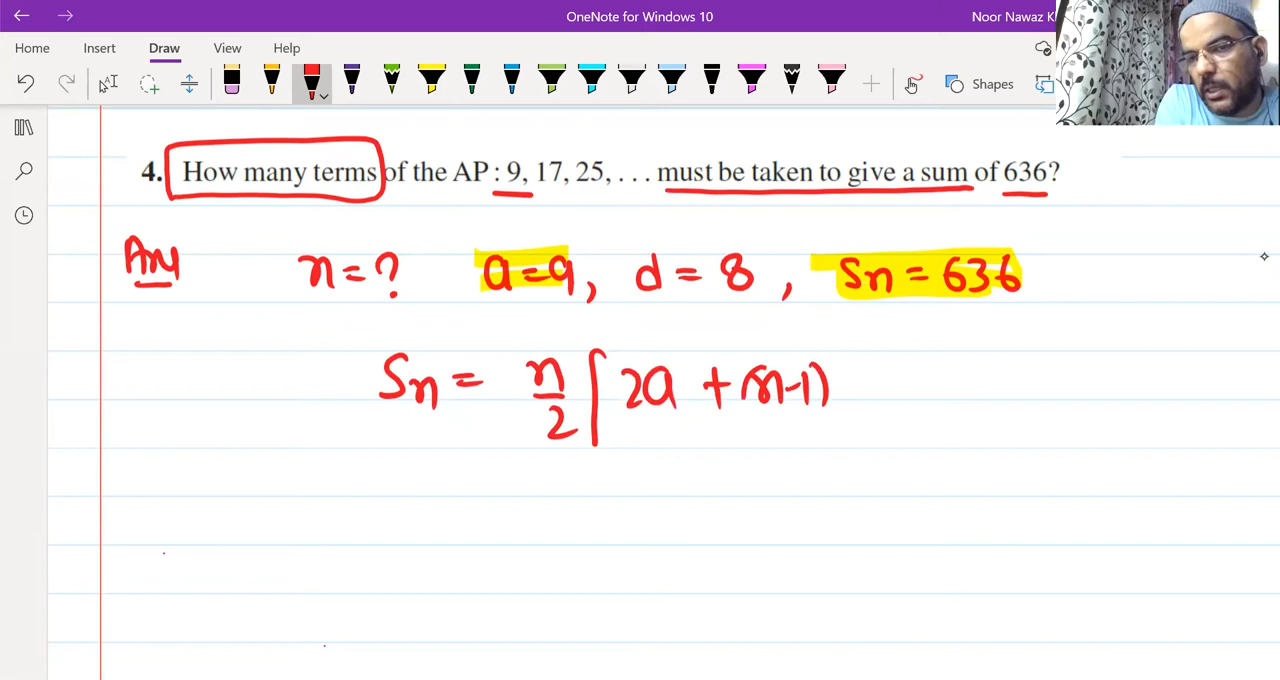 OneNote for Windows 10
Noor Nawaz K
Home Insert Draw View Help
Shapes
4. How many terms of the AP : 9, 17, 25, . . . must be taken to give a sum of 636?
Ans n = ? a = 9, d = 8, Sn = 636
Sn = n/2 [ 2a + (n-1)